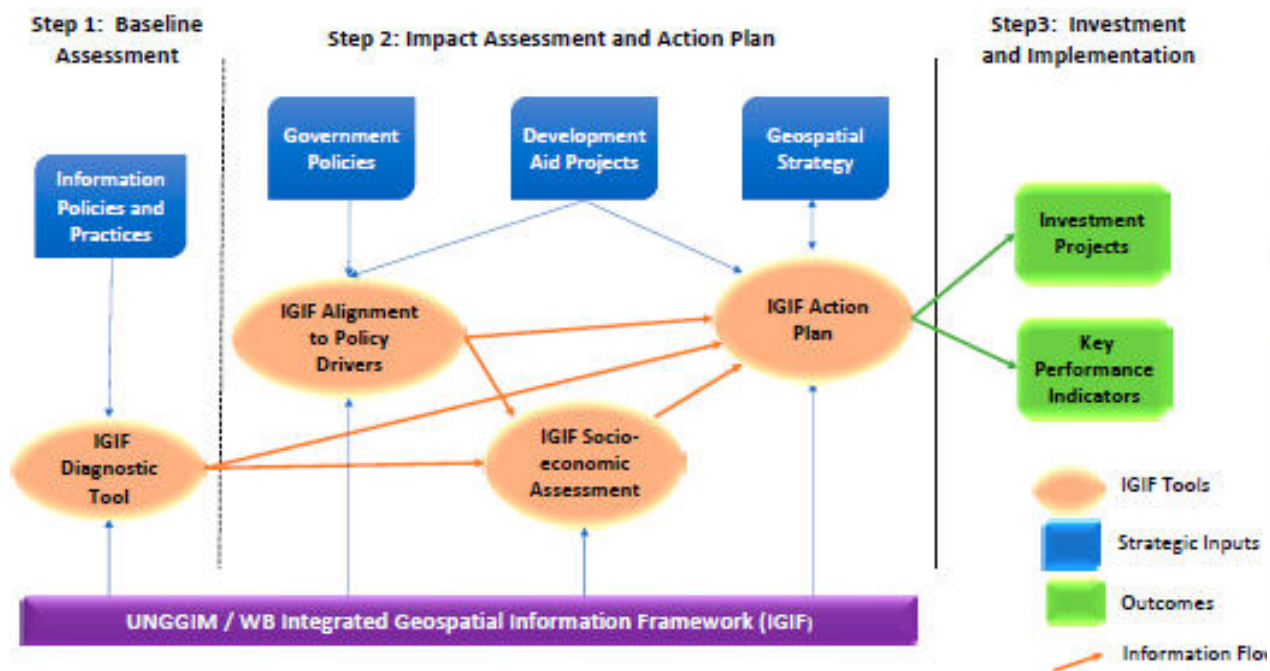 Step 1: Baseline
Assessment
Step 2: Impact Assessment and Action Plan
Step3: Investment
and Implementation
Government
Policies
Development
Aid Projects
Geospatial
Strategy
Information
Policies and
Practices
Investment
Projects
IGIF Alignment
to Policy
Drivers
IGIF Action
Plan
Key
Performance
Indicators
IGIF
Diagnostic
Tool
IGIF Socio-
economic
Assessment
IGIF Tools
Strategic Inputs
Outcomes
UNGGIM / WB Integrated Geospatial Information Framework (IGIF)
Information Flow